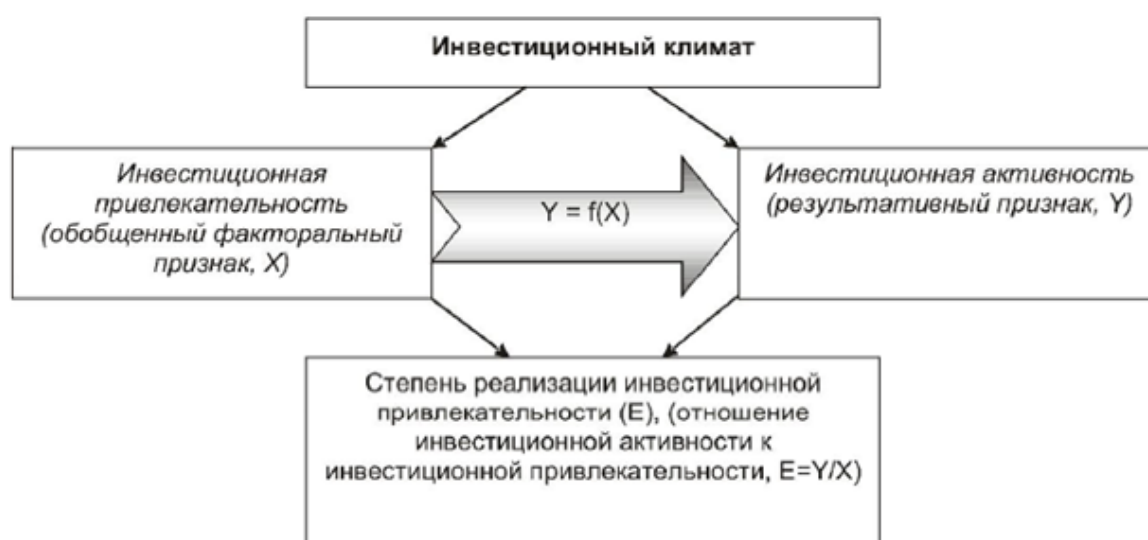 Инвестиционный климат
Инвестиционная
привлекательность
(обобщенный факторальный
признак, X)
Y = f(X)
Инвестиционная активность
(результативный признак, Y)
Степень реализации инвестиционной
привлекательности (E), (отношение
инвестиционной активности к
инвестиционной привлекательности, E=Y/X)